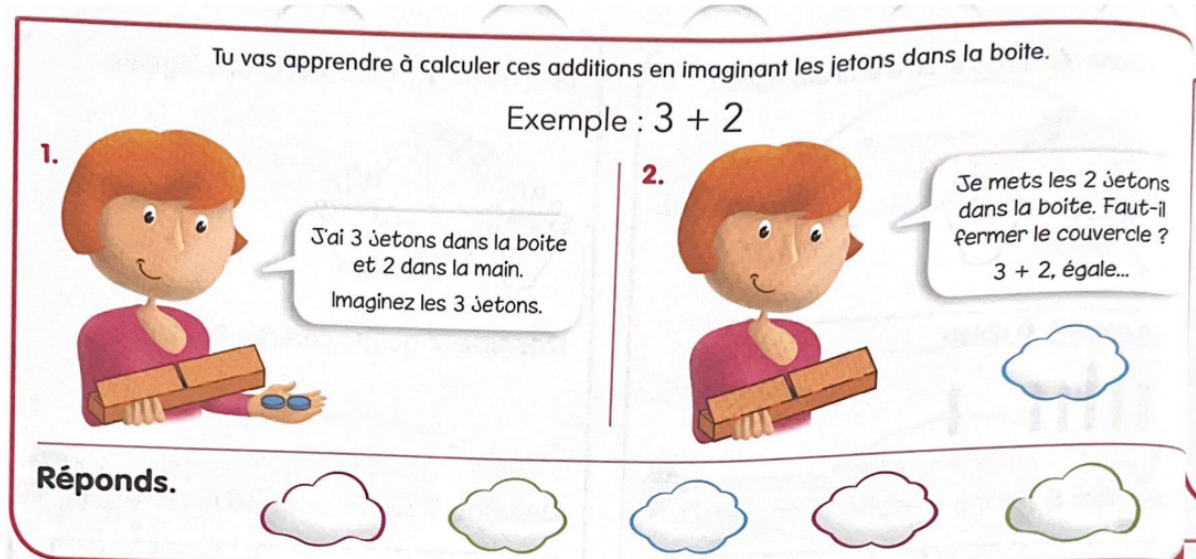 Tu vas apprendre à calculer ces additions en imaginant les jetons dans la boite.
Exemple : 3 + 2
1.
J'ai 3 jetons dans la boite
et 2 dans la main.
Imaginez les 3 jetons.
2.
Je mets les 2 jetons
dans la boite. Faut-il
fermer le couvercle ?
3 + 2, égale...
Réponds.